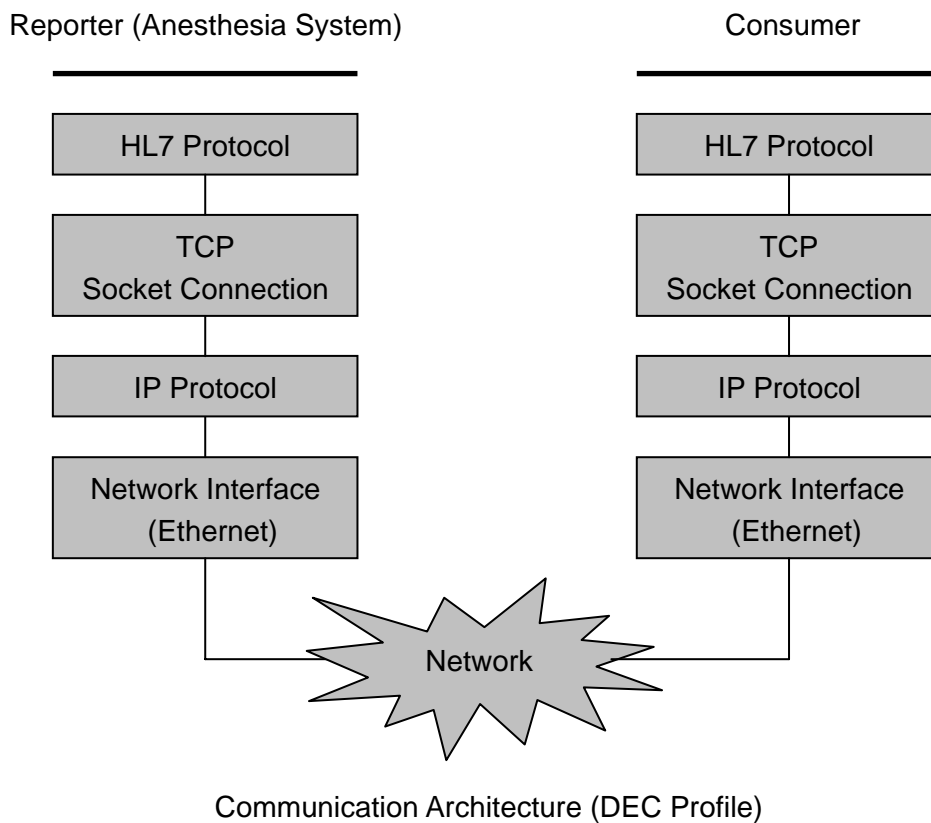 Reporter (Anesthesia System)
HL7 Protocol
TCP
Socket Connection
IP Protocol
Network Interface
(Ethernet)
Consumer
HL7 Protocol
TCP
Socket Connection
IP Protocol
Network Interface
(Ethernet)
Network
Communication Architecture (DEC Profile)